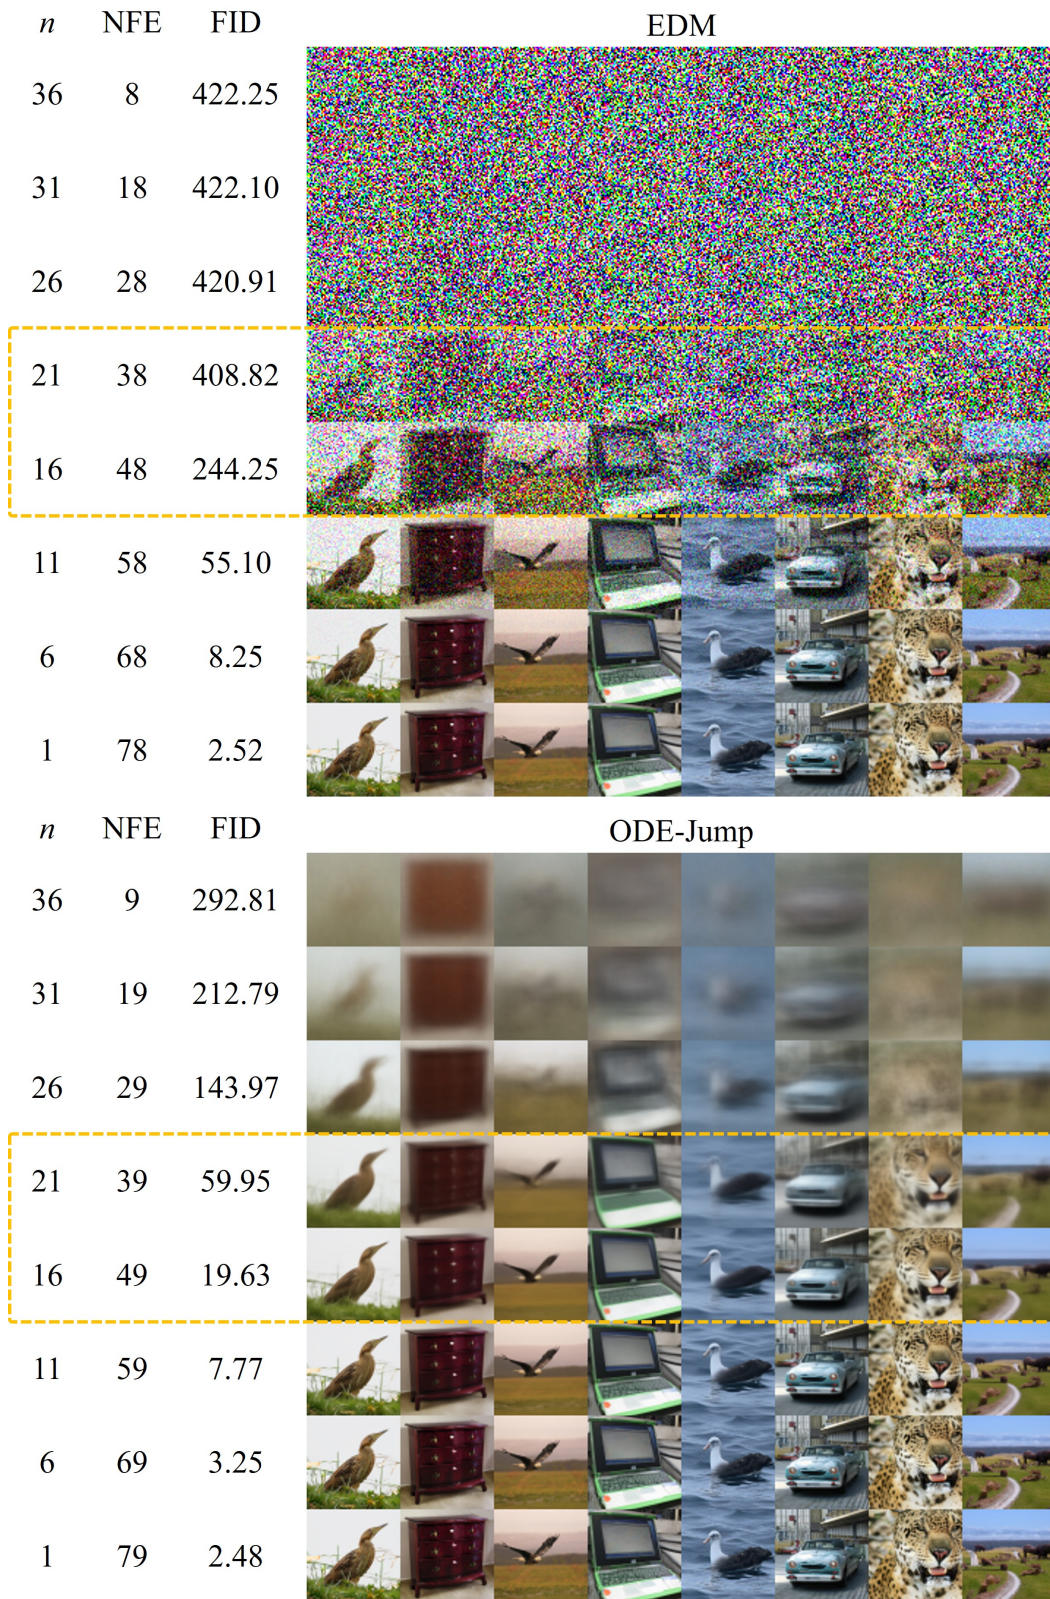 n NFE FID EDM
36 8 422.25
31 18 422.10
26 28 420.91
21 38 408.82
16 48 244.25
11 58 55.10
6 68 8.25
1 78 2.52
n NFE FID ODE-Jump
36 9 292.81
31 19 212.79
26 29 143.97
21 39 59.95
16 49 19.63
11 59 7.77
6 69 3.25
1 79 2.48